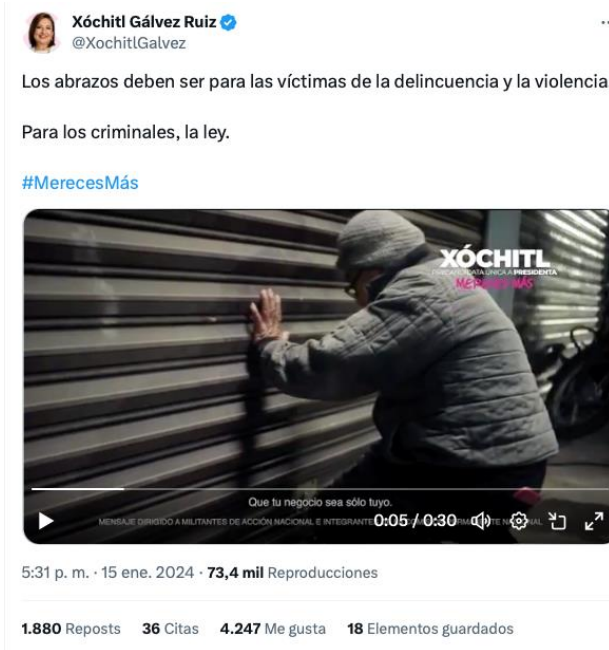 Xóchitl Gálvez Ruiz
@XochitlGalvez
Los abrazos deben ser para las víctimas de la delincuencia y la violencia
Para los criminales, la ley.
#MerecesMás
XÓCHITL
ÚNICA A PRESIDENTA
MERECES MÁS
Que tu negocio sea sólo tuyo.
MENSAJE DIRIGIDO A MILITANTES DE ACCIÓN NACIONAL E INTEGRANTE
0:05 / 0:30
5:31 p. m. · 15 ene. 2024 · 73,4 mil Reproducciones
1.880 Reposts 36 Citas 4.247 Me gusta 18 Elementos guardados